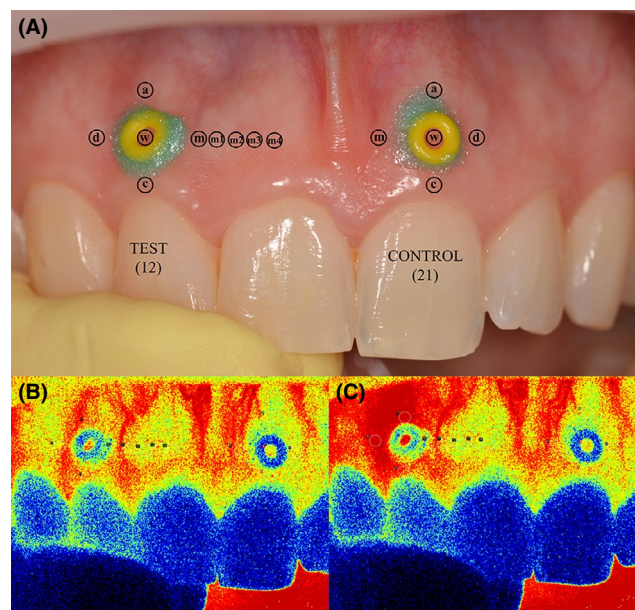 (A)
a
a
d w m m1 m2 m3 m4
m w d
c
c
TEST
(12)
CONTROL
(21)
(B)
(C)